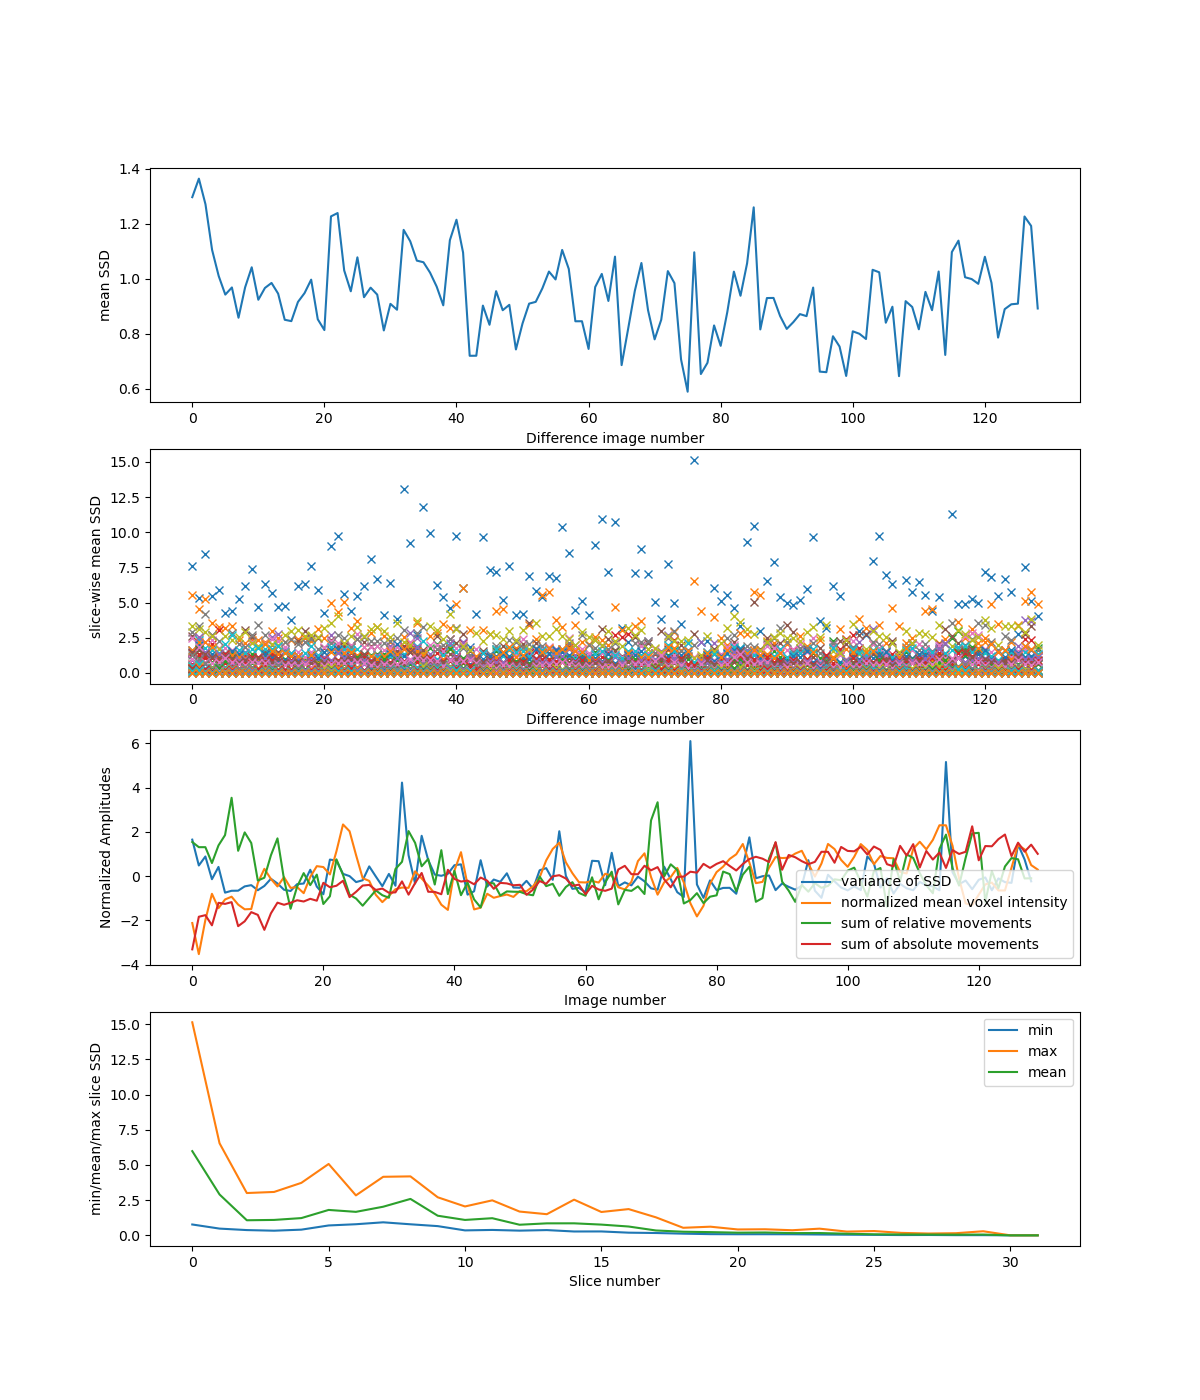 1.4
1.2
1.0
0.8
0.6
mean SSD
0 20 40 60 80 100 120
Difference image number
15.0
12.5
10.0
7.5
5.0
2.5
0.0
slice-wise mean SSD
0 20 40 60 80 100 120
Difference image number
6
4
2
0
−2
−4
Normalized Amplitudes
variance of SSD
normalized mean voxel intensity
sum of relative movements
sum of absolute movements
0 20 40 60 80 100 120
Image number
15.0
12.5
10.0
7.5
5.0
2.5
0.0
min/mean/max slice SSD
min
max
mean
0 5 10 15 20 25 30
Slice number